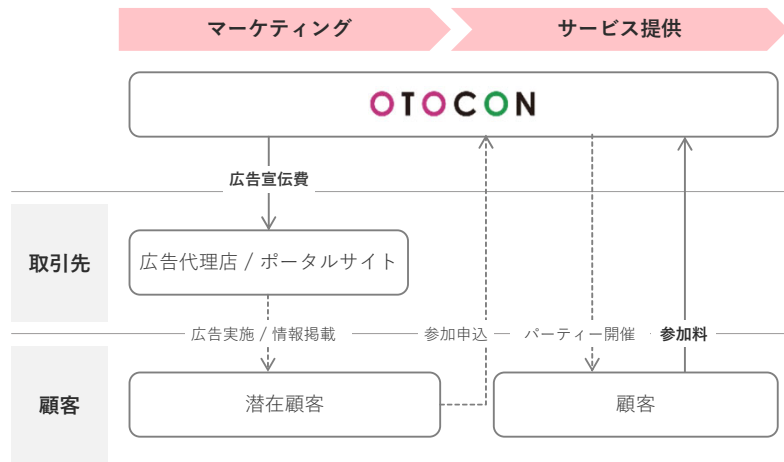 マーケティング
サービス提供
OTOCON
広告宣伝費
取引先
広告代理店 / ポータルサイト
広告実施 / 情報掲載
参加申込
パーティー開催
参加料
顧客
潜在顧客
顧客